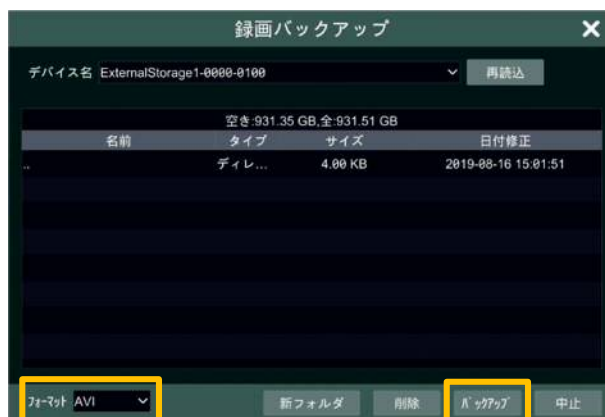 録画バックアップ ×
デバイス名 ExternalStorage1-0000-0100 再読込
空き:931.35 GB,全:931.51 GB
名前 タイプ サイズ 日付修正
.. ディレ... 4.00 KB 2019-08-16 15:01:51
フォーマット AVI 新フォルダ 削除 バックアップ 中止